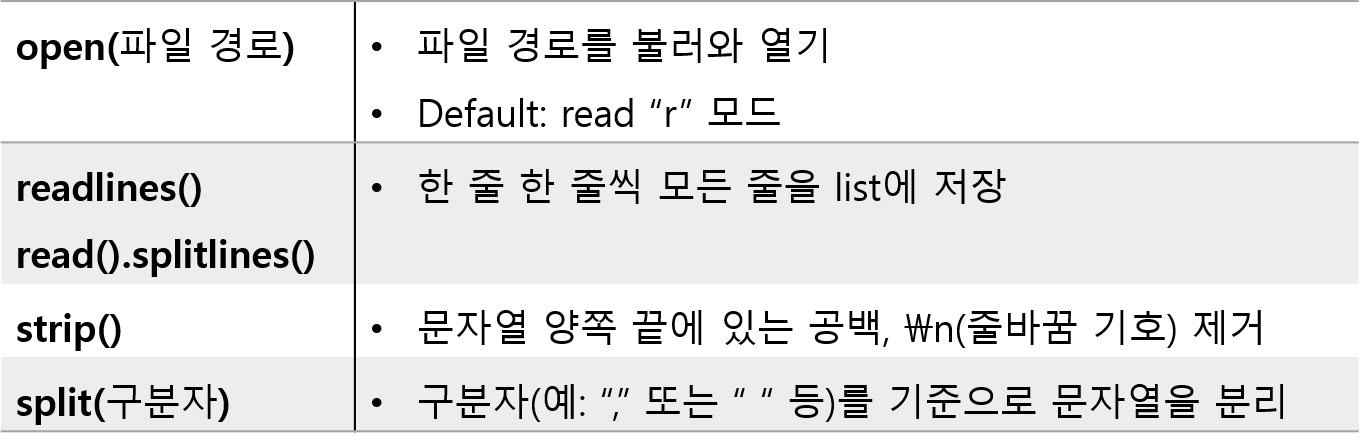 open(파일 경로) • 파일 경로를 불러와 열기
• Default: read “r” 모드
readlines() • 한 줄 한 줄씩 모든 줄을 list에 저장
read().splitlines()
strip() • 문자열 양쪽 끝에 있는 공백, ₩n(줄바꿈 기호) 제거
split(구분자) • 구분자(예: “,” 또는 “ “ 등)를 기준으로 문자열을 분리